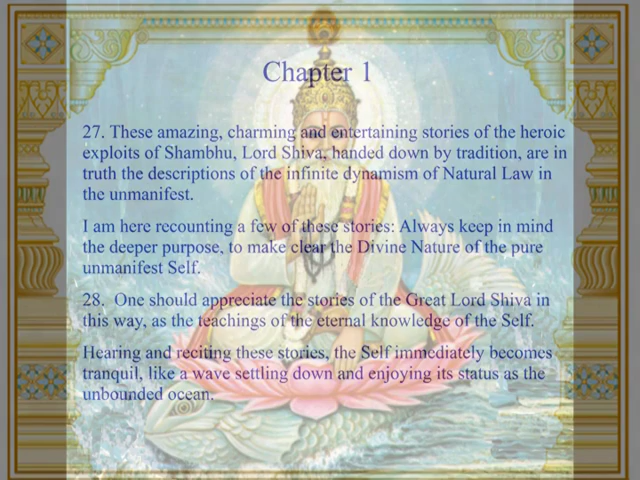 Chapter 1
27. These amazing, charming and entertaining stories of the heroic
exploits of Shambhu, Lord Shiva, handed down by tradition, are in
truth the descriptions of the infinite dynamism of Natural Law in
the unmanifest.
I am here recounting a few of these stories: Always keep in mind
the deeper purpose, to make clear the Divine Nature of the pure
unmanifest Self.
28.  One should appreciate the stories of the Great Lord Shiva in
this way, as the teachings of the eternal knowledge of the Self.
Hearing and reciting these stories, the Self immediately becomes
tranquil, like a wave settling down and enjoying its status as the
unbounded ocean.